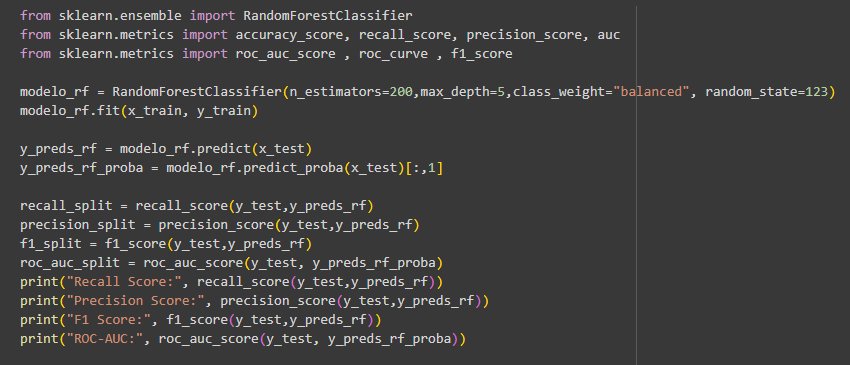 from sklearn.ensemble import RandomForestClassifier
from sklearn.metrics import accuracy_score, recall_score, precision_score, auc
from sklearn.metrics import roc_auc_score , roc_curve , f1_score
modelo_rf = RandomForestClassifier(n_estimators=200,max_depth=5,class_weight="balanced", random_state=123)
modelo_rf.fit(x_train, y_train)
y_preds_rf = modelo_rf.predict(x_test)
y_preds_rf_proba = modelo_rf.predict_proba(x_test)[:,1]
recall_split = recall_score(y_test,y_preds_rf)
precision_split = precision_score(y_test,y_preds_rf)
f1_split = f1_score(y_test,y_preds_rf)
roc_auc_split = roc_auc_score(y_test, y_preds_rf_proba)
print("Recall Score:", recall_score(y_test,y_preds_rf))
print("Precision Score:", precision_score(y_test,y_preds_rf))
print("F1 Score:", f1_score(y_test,y_preds_rf))
print("ROC-AUC:", roc_auc_score(y_test, y_preds_rf_proba))